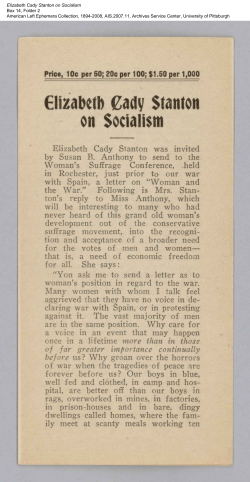 Elizabeth Cady Stanton on Socialism
Box 14, Folder 2
American Left Ephemera Collection, 1894-2008, AIS.2007.11, Archives Service Center, University of Pittsburgh
Price, 10c per 50; 20c per 100; $1.50 per 1,000
Elizabeth Cady Stanton
on Socialism
Elizabeth Cady Stanton was invited
by Susan B. Anthony to send to the
Woman's Suffrage Conference, held
in Rochester, just prior to our war
with Spain, a letter on "Woman and
the War." Following is Mrs. Stan-
ton's reply to Miss Anthony, which
will be interesting to many who had
never heard of this grand old woman's
development out of the conservative
suffrage movement, into the recogni-
tion and acceptance of a broader need
for the votes of men and women—
that is, a need of economic freedom
for all. She says:
"You ask me to send a letter as to
woman's position in regard to the war.
Many women with whom I talk feel
aggrieved that they have no voice in de-
claring war with Spain, or in protesting
against it. The vast majority of men
are in the same position. Why care for
a voice in an event that may happen
once in a lifetime more than in those
of far greater importance continually
before us? Why groan over the horrors
of war when the tragedies of peace are
forever before us? Our boys in blue,
well fed and clothed, in camp and hos-
pital, are better off than our boys in
rags, overworked in mines, in factories,
in prison-houses and in bare, dingy
dwellings called homes, where the fam-
ily meet at scanty meals working ten